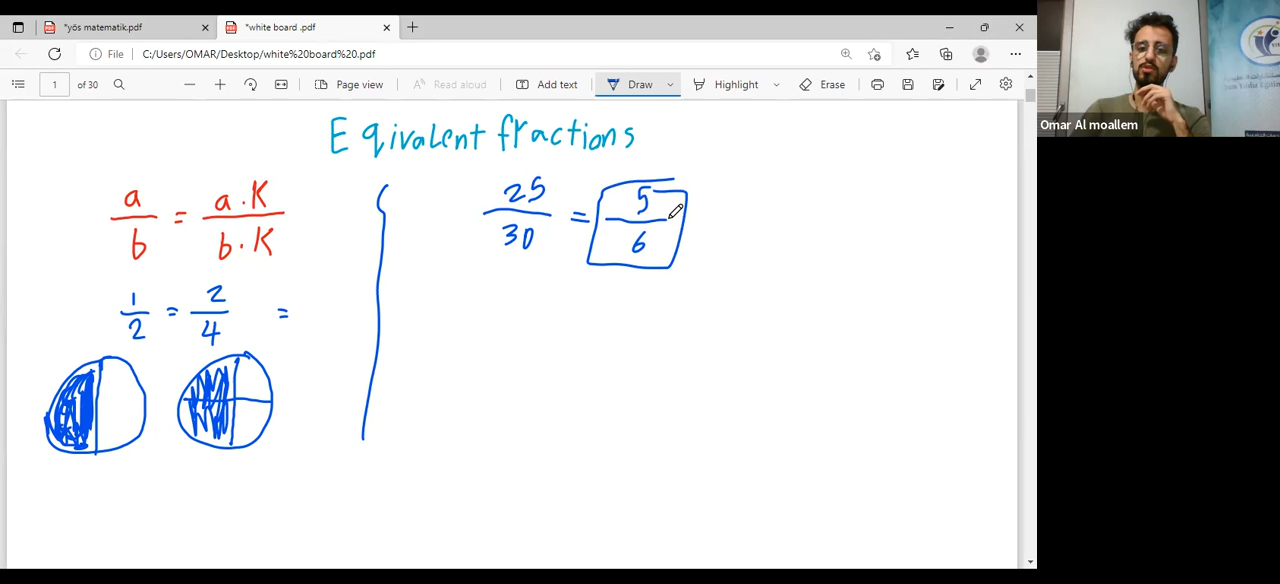 *yös matematik.pdf
*white board .pdf
File
C:/Users/OMAR/Desktop/white%20board%20.pdf
1 of 30
Page view
Read aloud
Add text
Draw
Highlight
Erase
Omar Al moallem
Eqivalent fractions
a/b = a·K/b·K
25/30 = 5/6
1/2 = 2/4 =